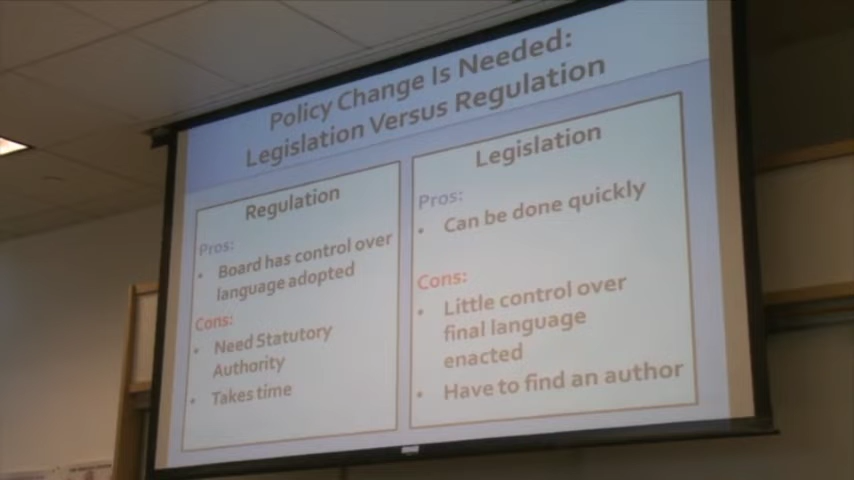 Policy Change Is Needed:
Legislation Versus Regulation
Regulation
Pros:
• Board has control over
language adopted
Cons:
• Need Statutory
Authority
• Takes time
Legislation
Pros:
• Can be done quickly
Cons:
• Little control over
final language
enacted
• Have to find an author